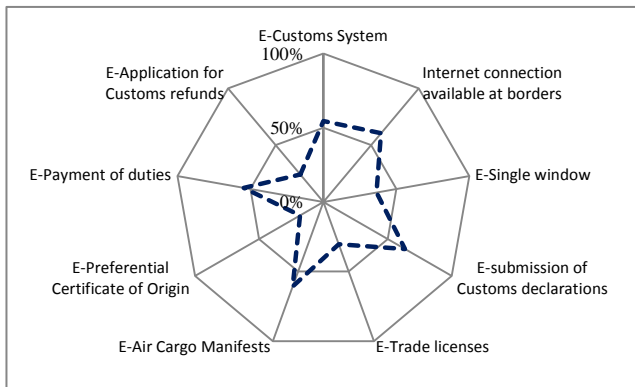 E-Customs System
100%
E-Application for
Customs refunds
Internet connection
available at borders
50%
E-Payment of duties
E-Single window
0%
E-Preferential
Certificate of Origin
E-submission of
Customs declarations
E-Air Cargo Manifests
E-Trade licenses